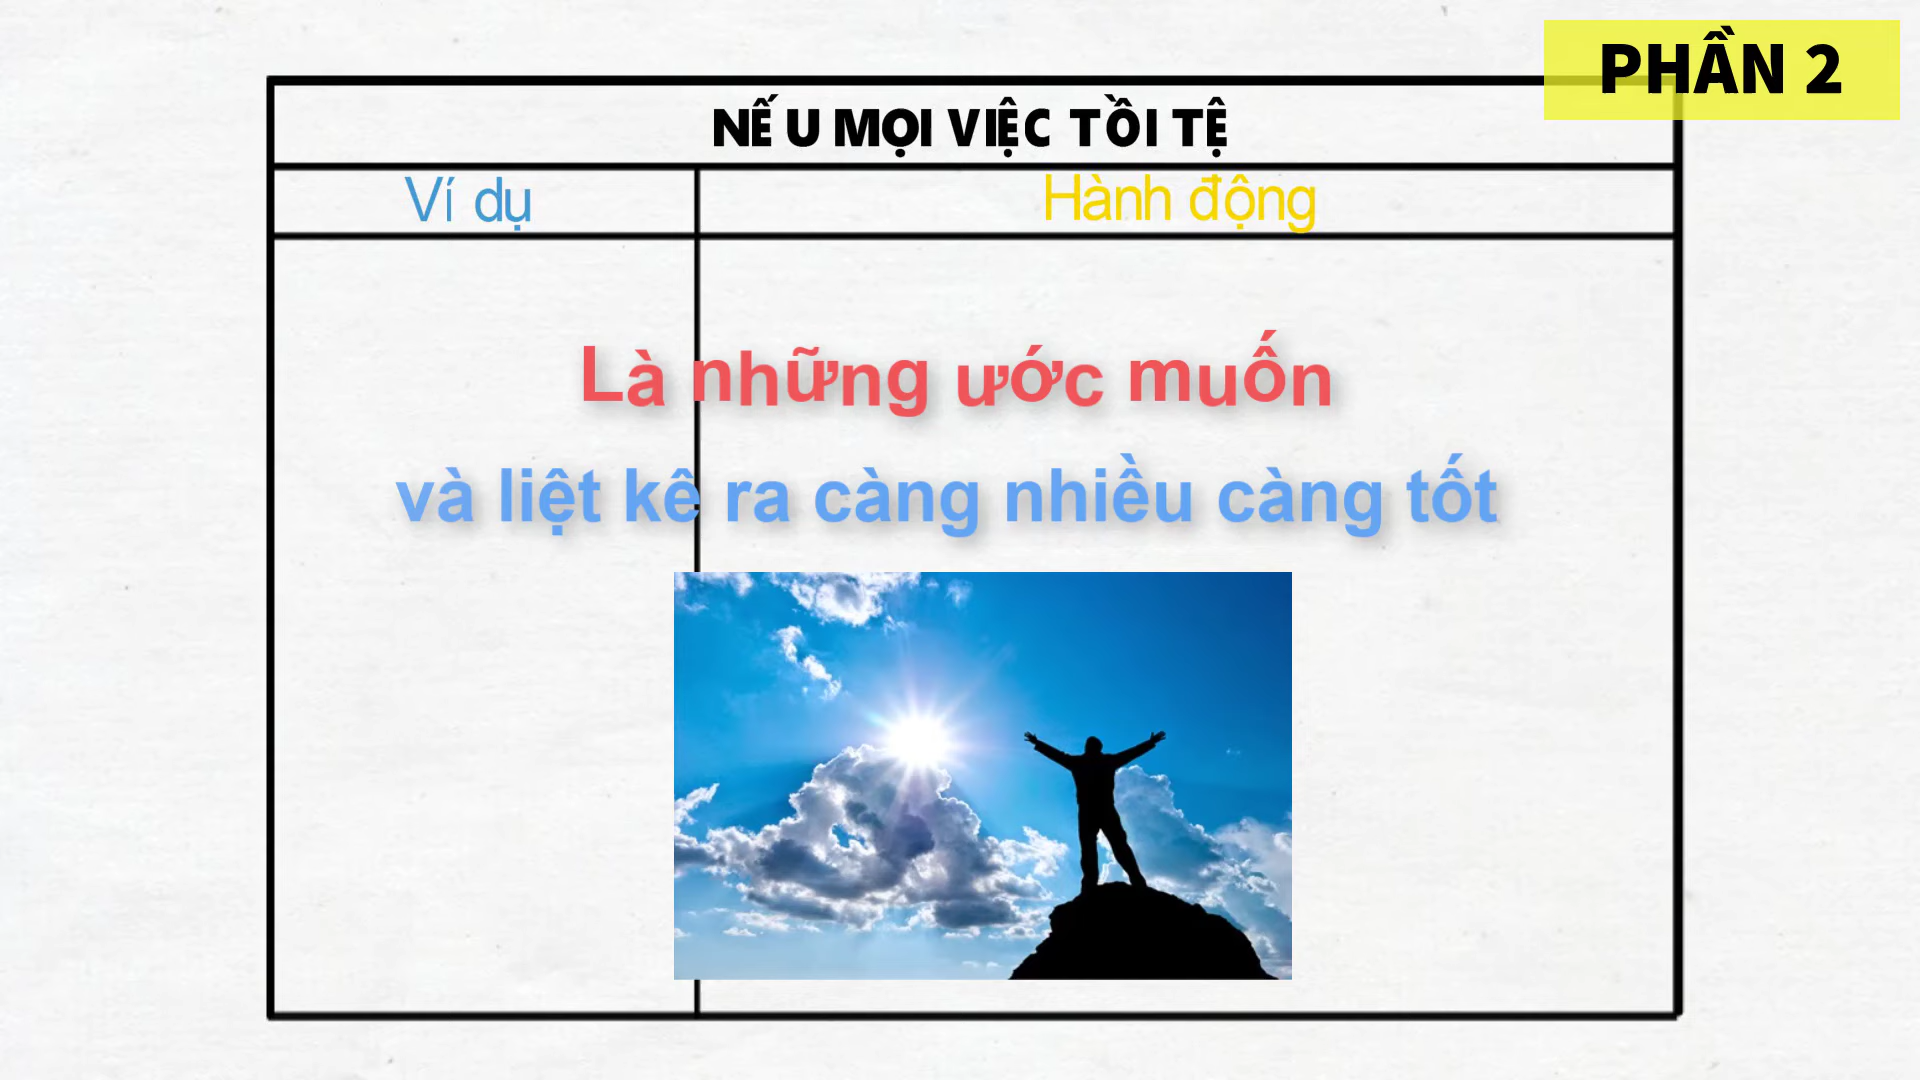 PHẦN 2
NẾU MỌI VIỆC TỒI TỆ
Ví dụ
Hành động
Là những ước muốn
và liệt kê ra càng nhiều càng tốt